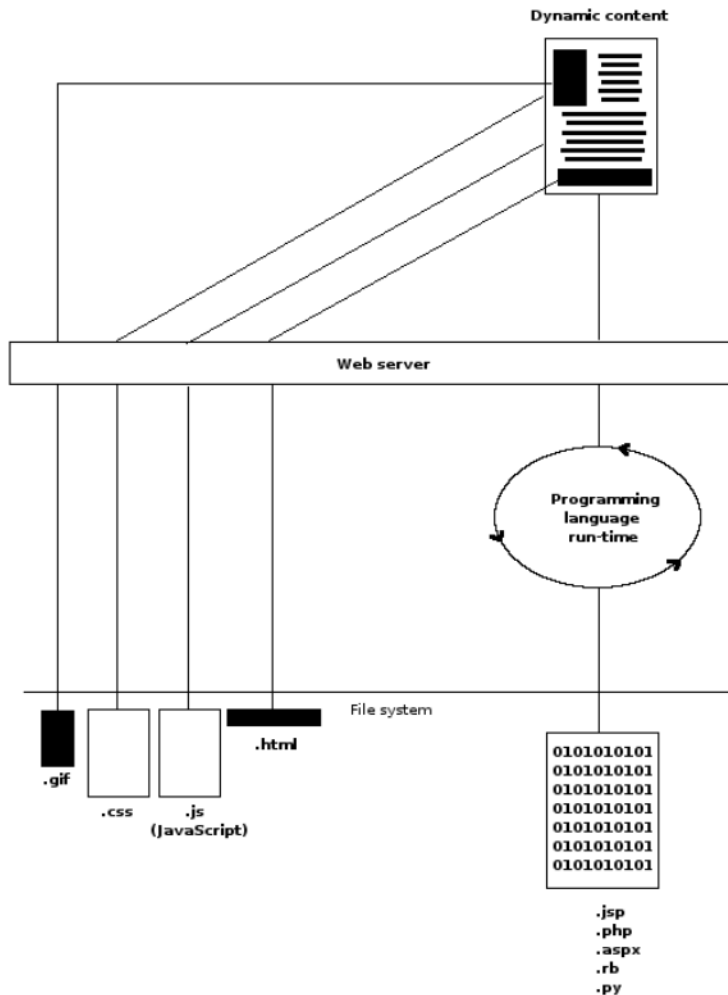 Dynamic content
Web server
Programming
language
run-time
File system
.gif
.css
.js
(JavaScript)
.html
0101010101
0101010101
0101010101
0101010101
0101010101
0101010101
0101010101
.jsp
.php
.aspx
.rb
.py